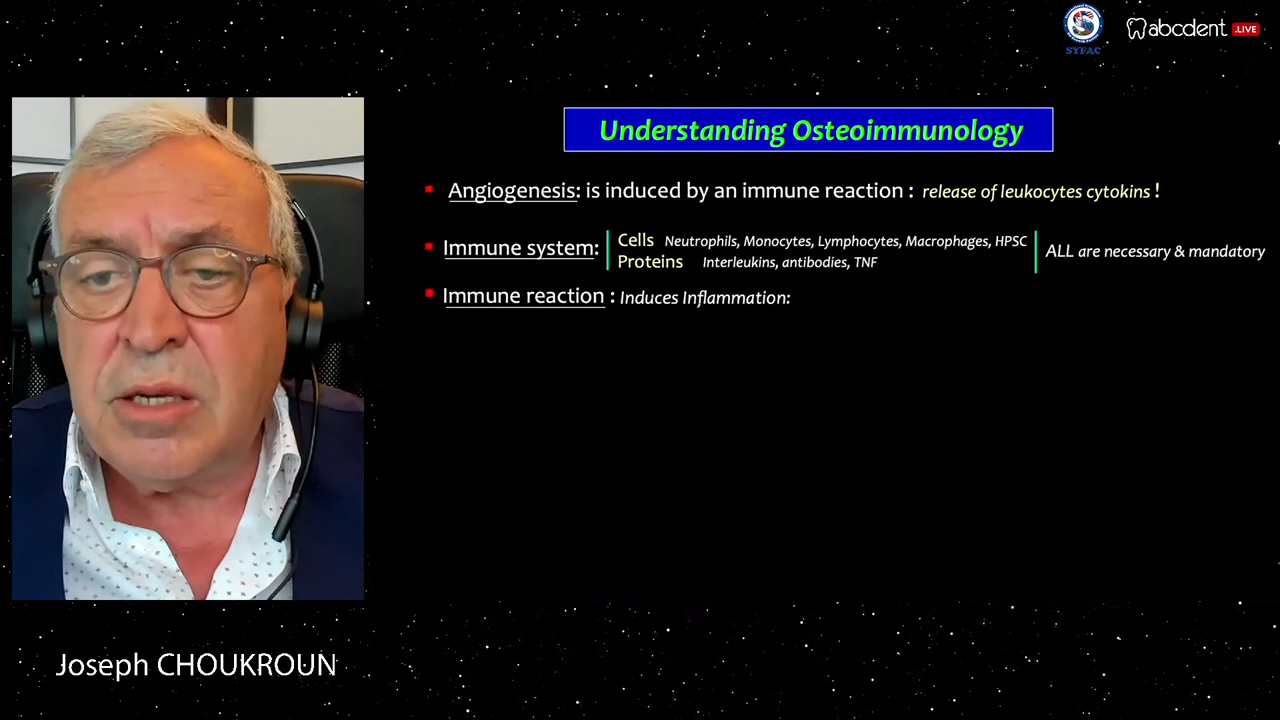 SYFAC
abcdent .LIVE
Understanding Osteoimmunology
Angiogenesis: is induced by an immune reaction : release of leukocytes cytokins !
Immune system: Cells Neutrophils, Monocytes, Lymphocytes, Macrophages, HPSC ALL are necessary & mandatory
Proteins Interleukins, antibodies, TNF
Immune reaction : Induces Inflammation:
Joseph CHOUKROUN